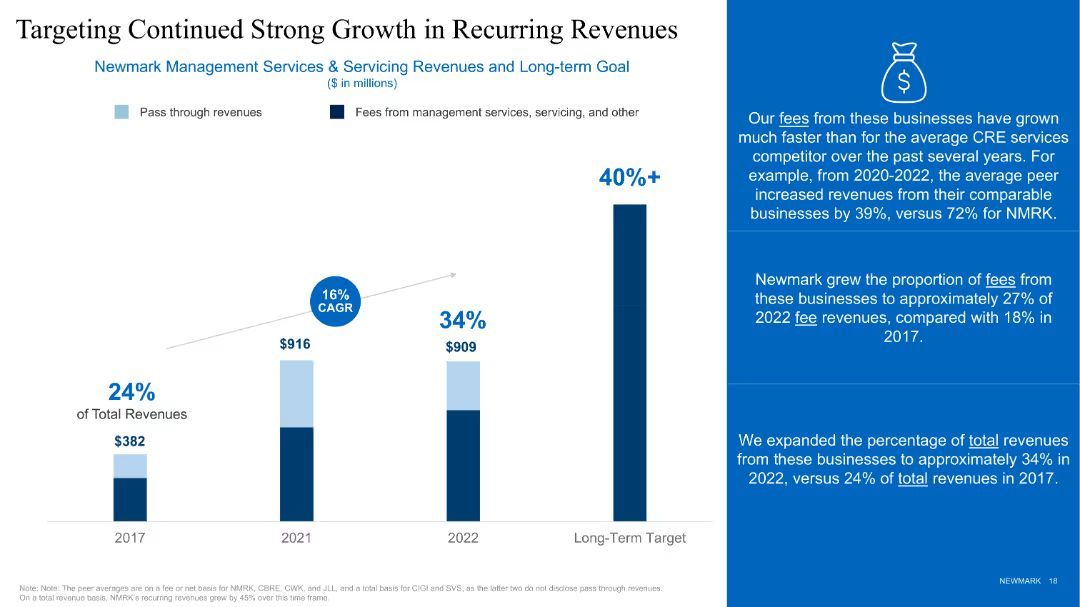 Targeting Continued Strong Growth in Recurring Revenues
Newmark Management Services & Servicing Revenues and Long-term Goal
($ in millions)
Pass through revenues
Fees from management services, servicing, and other
40%+
16%
CAGR
34%
$916
$909
24%
of Total Revenues
$382
2017
2021
2022
Long-Term Target
$
Our fees from these businesses have grown
much faster than for the average CRE services
competitor over the past several years. For
example, from 2020-2022, the average peer
increased revenues from their comparable
businesses by 39%, versus 72% for NMRK.
Newmark grew the proportion of fees from
these businesses to approximately 27% of
2022 fee revenues, compared with 18% in
2017.
We expanded the percentage of total revenues
from these businesses to approximately 34% in
2022, versus 24% of total revenues in 2017.
Note: Note: The peer averages are on a fee or net basis for NMRK, CBRE, CWK, and JLL, and a total basis for CIGI and SVS, as the latter two do not disclose pass through revenues.
On a total revenue basis, NMRK's recurring revenues grew by 45% over this time frame.
NEWMARK 18